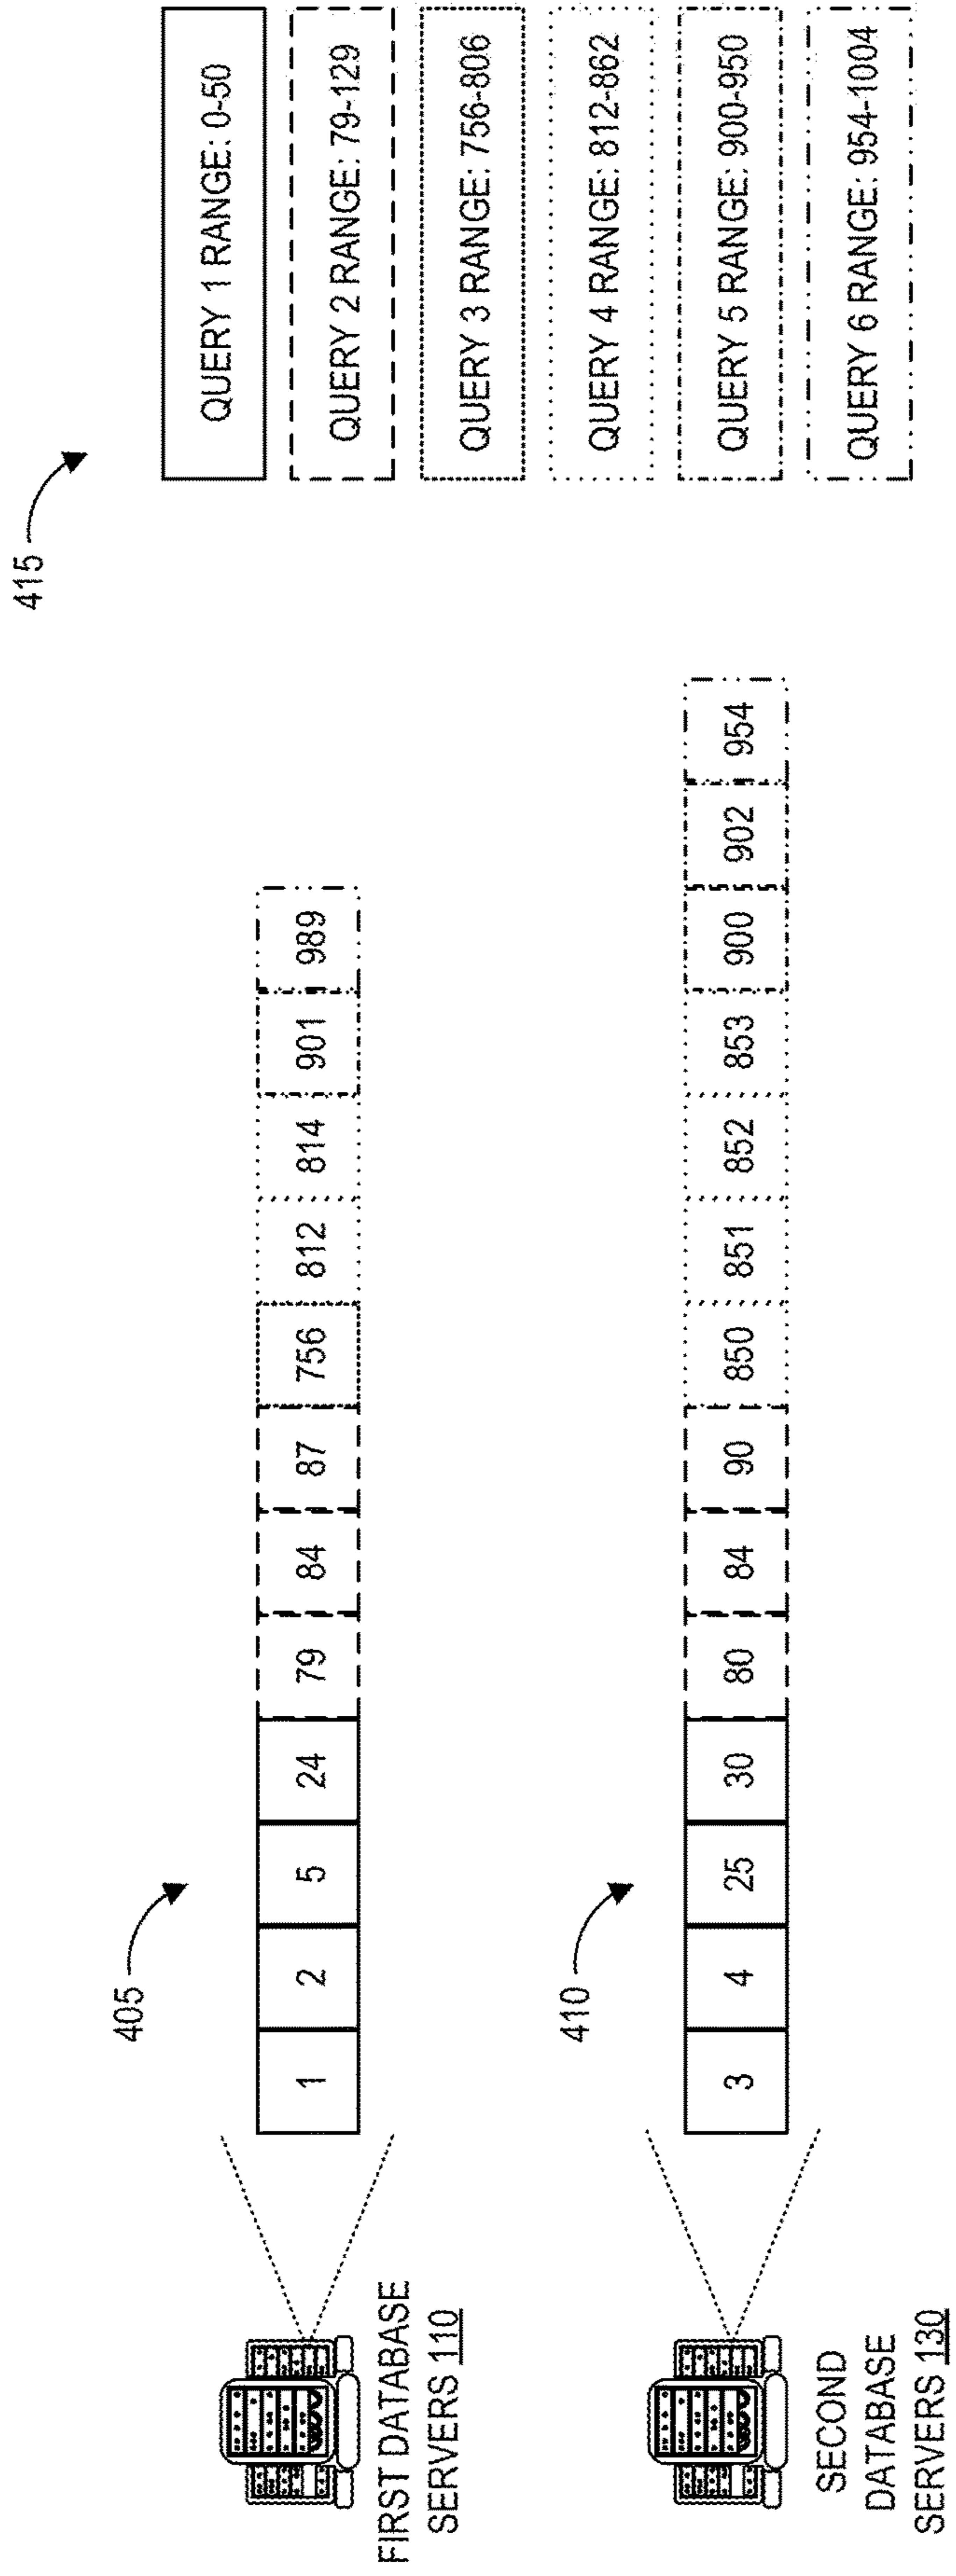 415
QUERY 1 RANGE: 0-50
QUERY 2 RANGE: 79-129
QUERY 3 RANGE: 756-806
QUERY 4 RANGE: 812-862
QUERY 5 RANGE: 900-950
QUERY 6 RANGE: 954-1004
405
1 2 5 24 79 84 87 756 812 814 901 989
FIRST DATABASE
SERVERS 110
410
3 4 25 30 80 84 90 850 851 852 853 900 902 954
SECOND
DATABASE
SERVERS 130